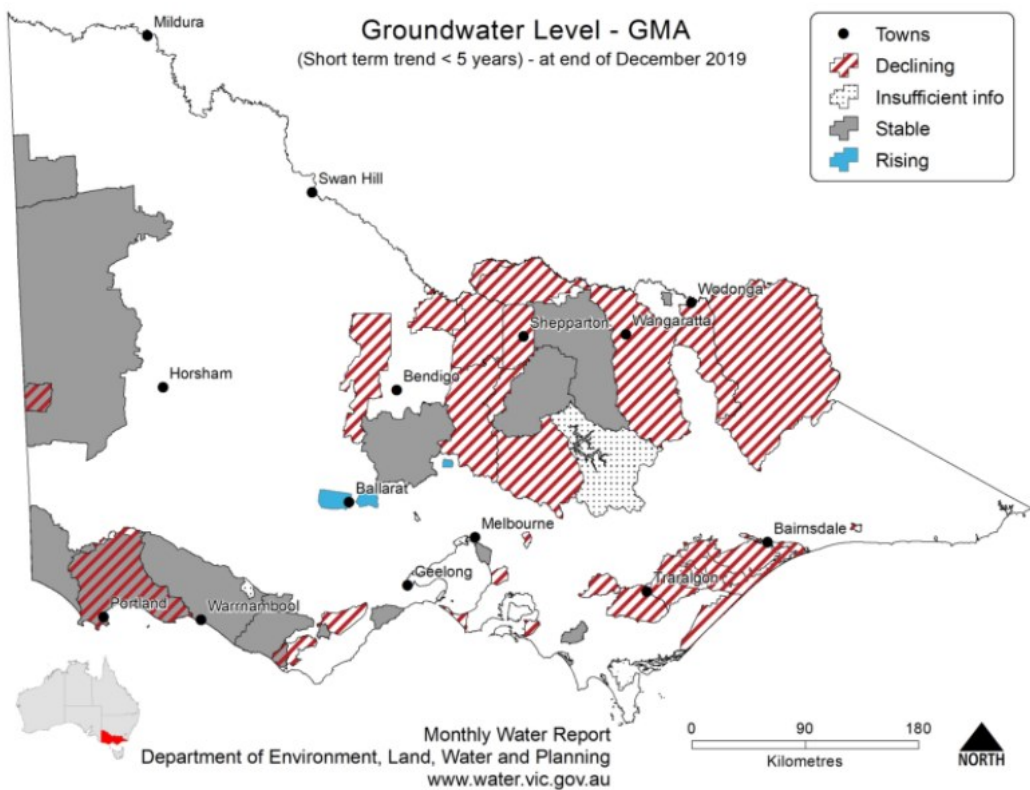 Groundwater Level - GMA
(Short term trend < 5 years) - at end of December 2019
Towns
Declining
Insufficient info
Stable
Rising
Mildura
Swan Hill
Wodonga
Shepparton
Wangaratta
Horsham
Bendigo
Ballarat
Melbourne
Bairnsdale
Geelong
Traralgon
Portland
Warrnambool
Monthly Water Report
Department of Environment, Land, Water and Planning
www.water.vic.gov.au
0 90 180
Kilometres
NORTH